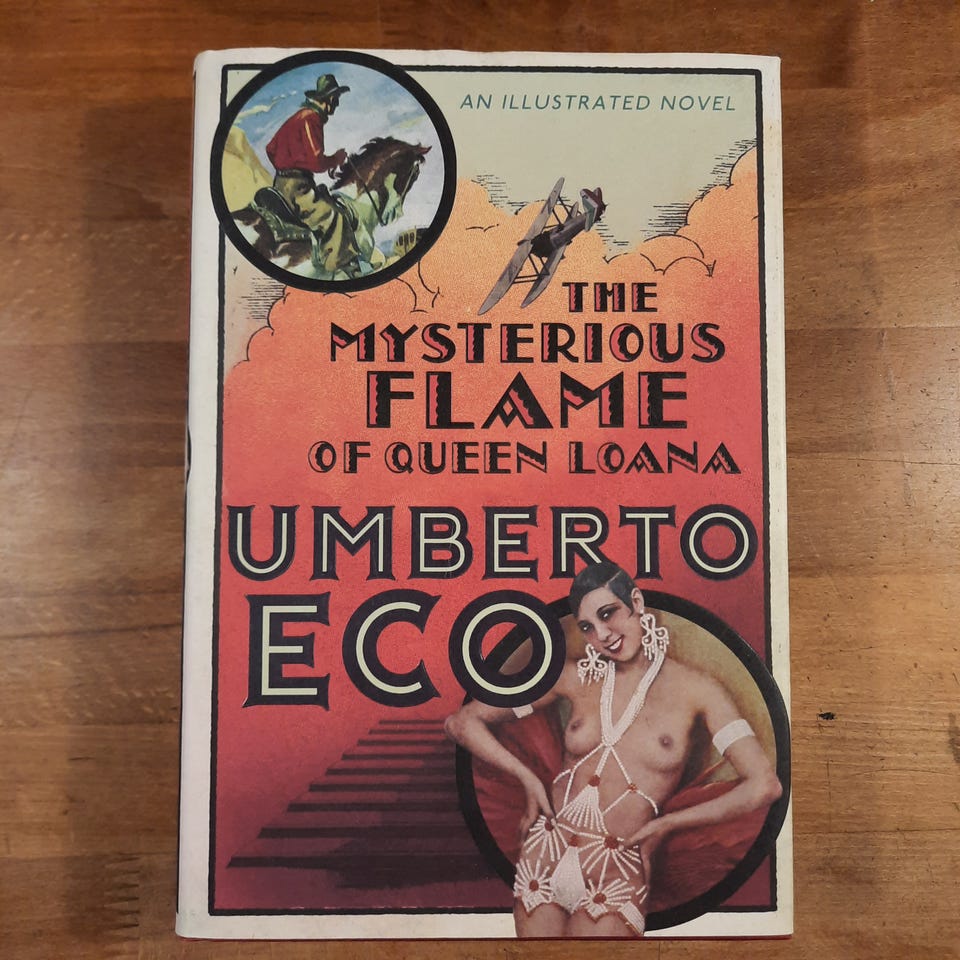 AN ILLUSTRATED NOVEL
THE
MYSTERIOUS
FLAME
OF QUEEN LOANA
UMBERTO
ECO